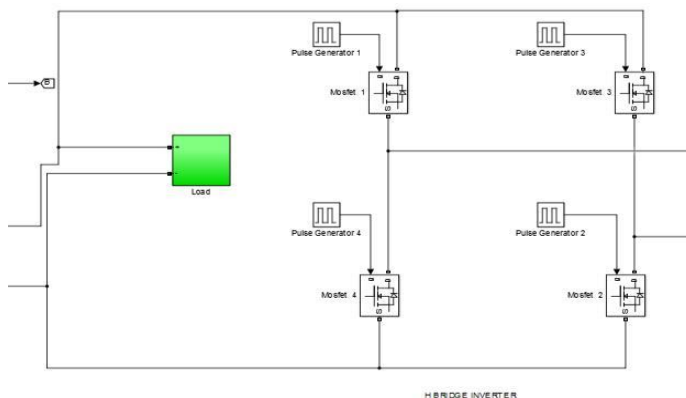 Pulse Generator 1
Pulse Generator 3
Mosfet 1
Mosfet 3
Load
Pulse Generator 4
Pulse Generator 2
Mosfet 4
Mosfet 2
H BRIDGE INVERTER